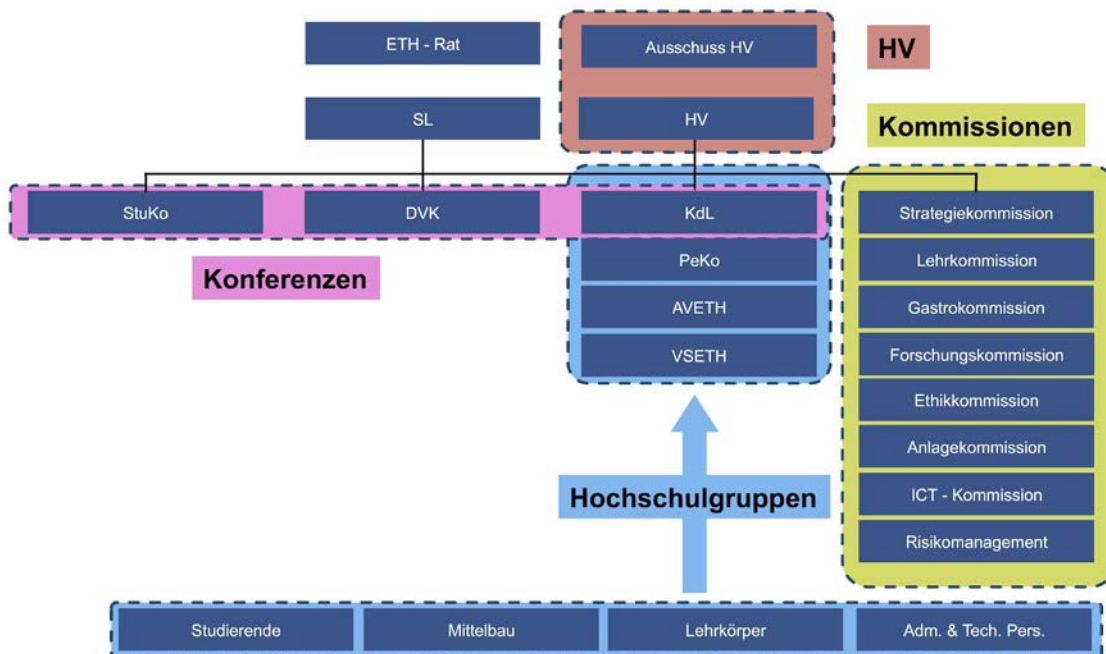 ETH - Rat
Ausschuss HV
HV
SL
HV
Kommissionen
StuKo
DVK
KdL
Strategiekommission
Konferenzen
PeKo
Lehrkommission
AVETH
Gastrokommission
VSETH
Forschungskommission
Ethikkommission
Anlagekommission
Hochschulgruppen
ICT - Kommission
Risikomanagement
Studierende
Mittelbau
Lehrkörper
Adm. & Tech. Pers.